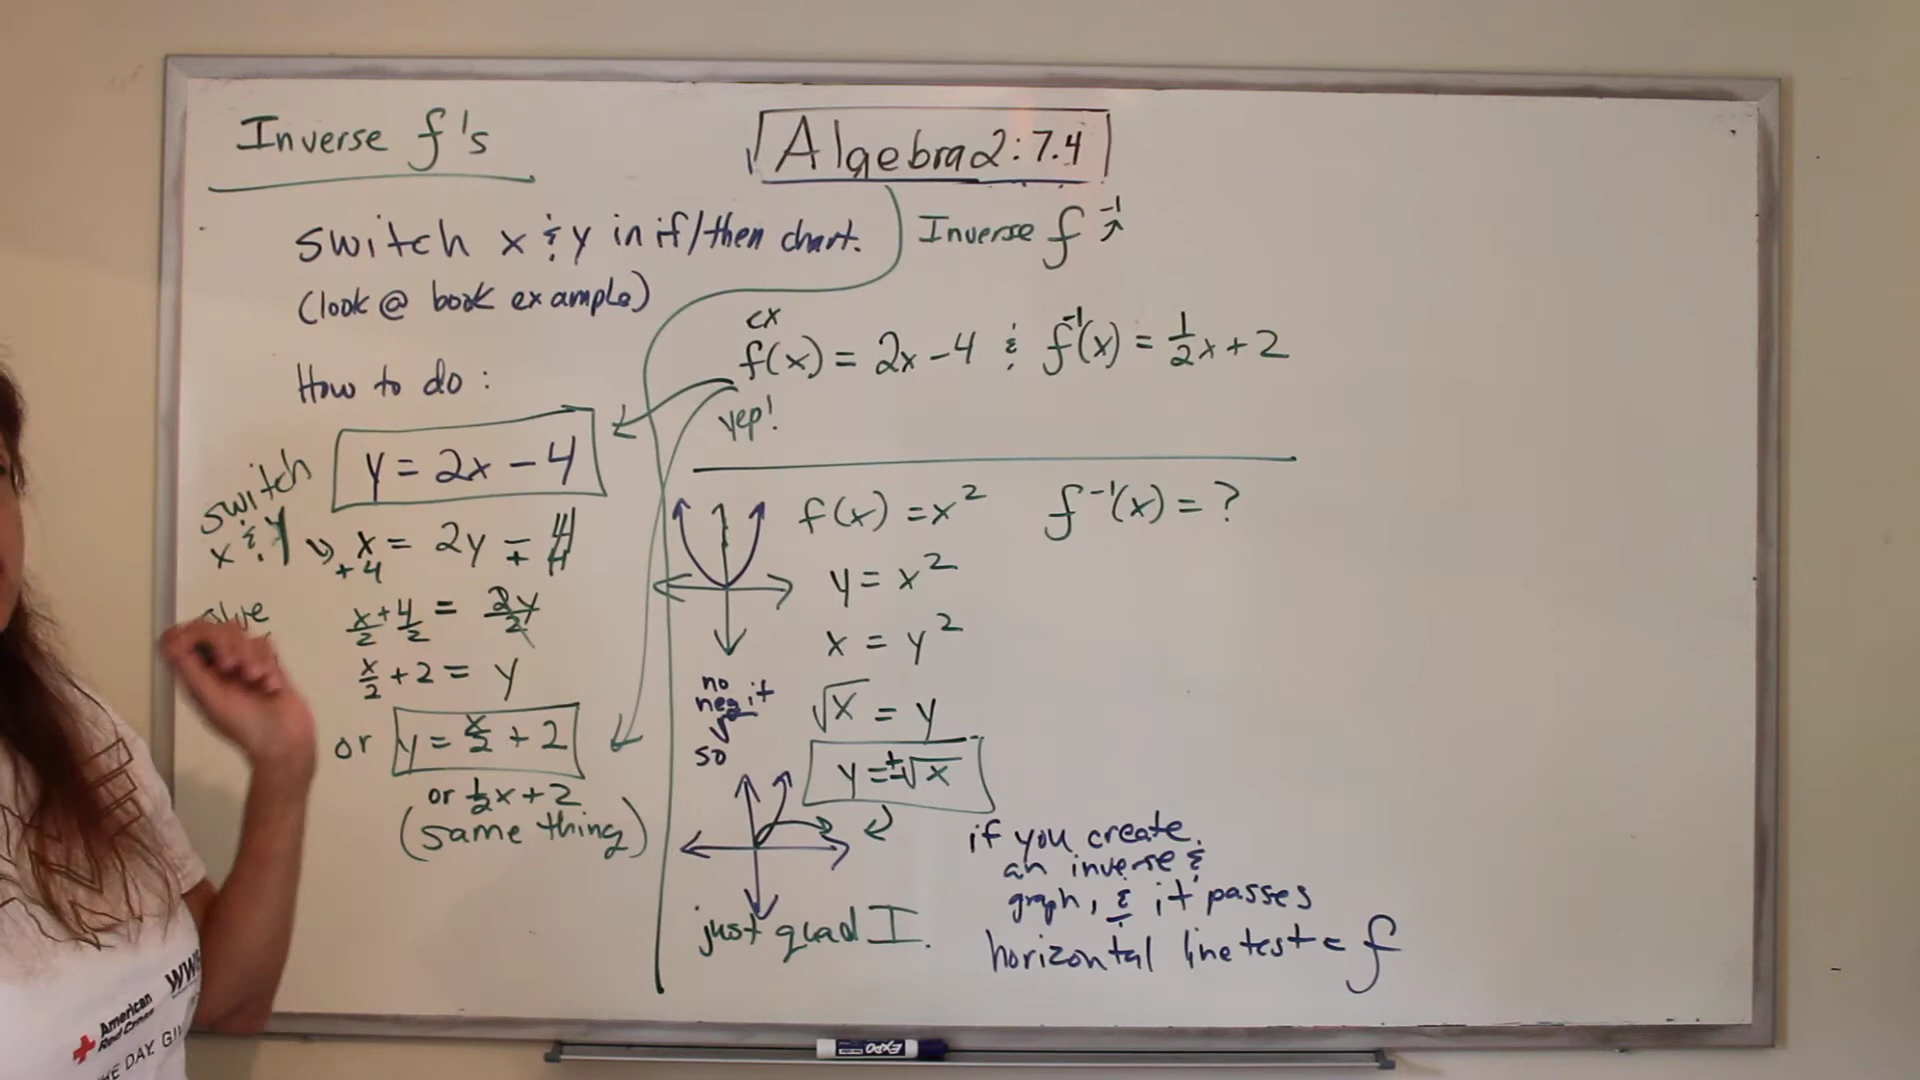 Inverse f's
Algebra 2: 7.4
switch x & y in if/then chart.
(look @ book example)
How to do:
y = 2x - 4
switch
x & y
x = 2y - 4
+4 + 4
x/2 + 4/2 = 2y/2
x/2 + 2 = y
or y = x/2 + 2
or 1/2x + 2
(same thing)
Inverse f⁻¹
ex
f(x) = 2x - 4 & f⁻¹(x) = 1/2x + 2
yep!
f(x) = x² f⁻¹(x) = ?
y = x²
x = y²
√x = y
y = ±√x
no
neg it
so
just quad I.
if you create
an inverse &
graph, & it passes
horizontal line test = f
American
Red Cross
EXPO